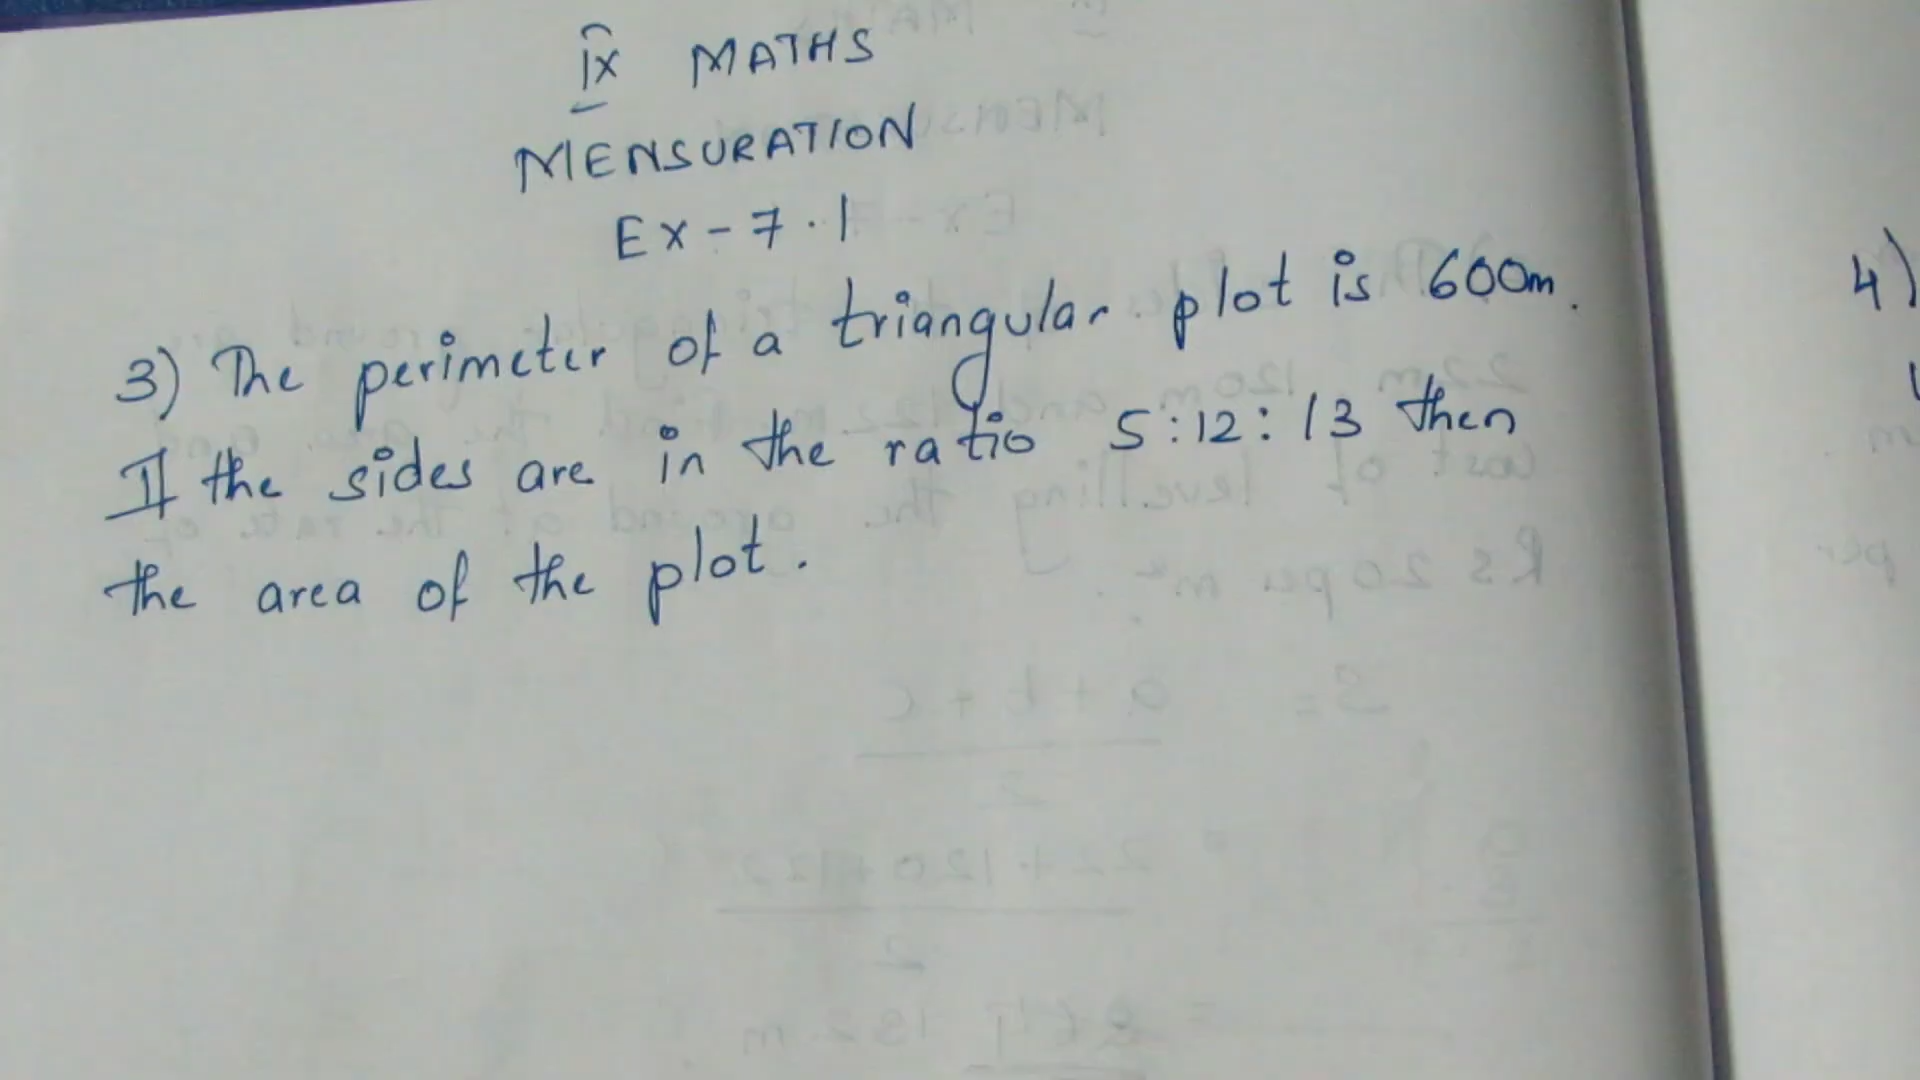 IX MATHS
MENSURATION
Ex-7.1
3) The perimeter of a triangular plot is 600m.
If the sides are in the ratio 5:12:13 then
the area of the plot.
4)